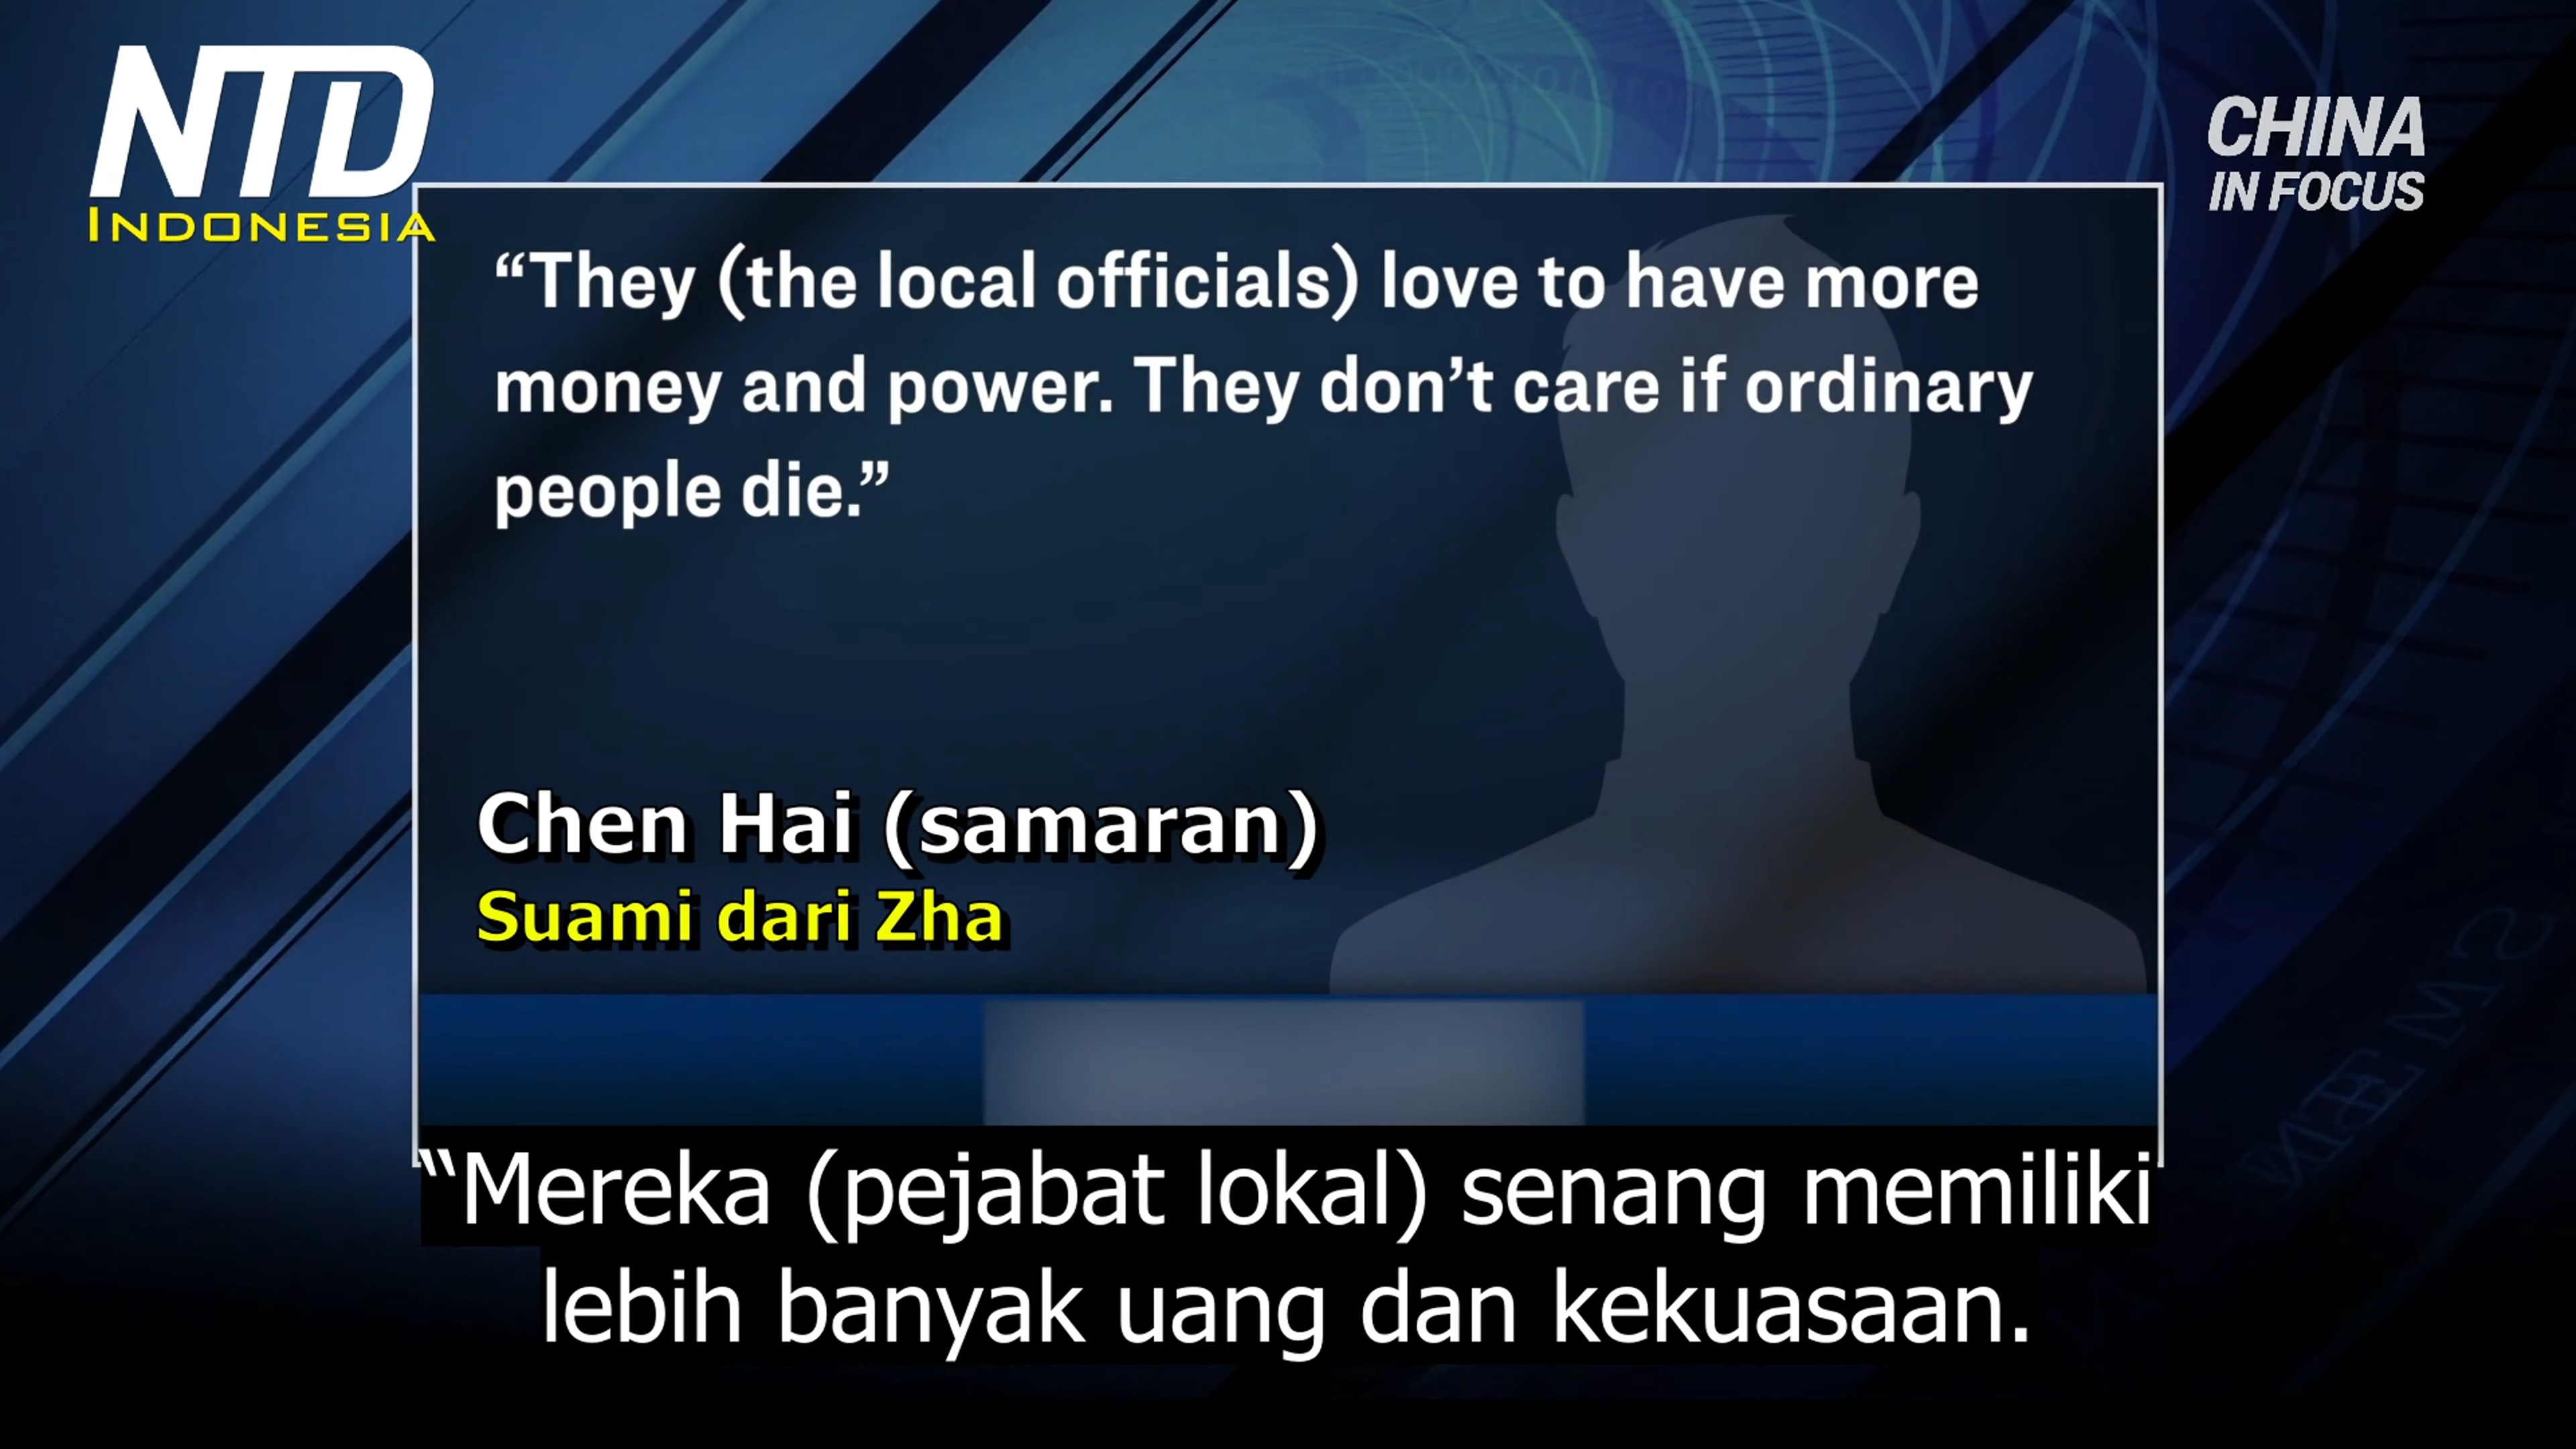 NTD
INDONESIA
CHINA
IN FOCUS
“They (the local officials) love to have more
money and power. They don’t care if ordinary
people die.”
Chen Hai (samaran)
Suami dari Zha
“Mereka (pejabat lokal) senang memiliki
lebih banyak uang dan kekuasaan.